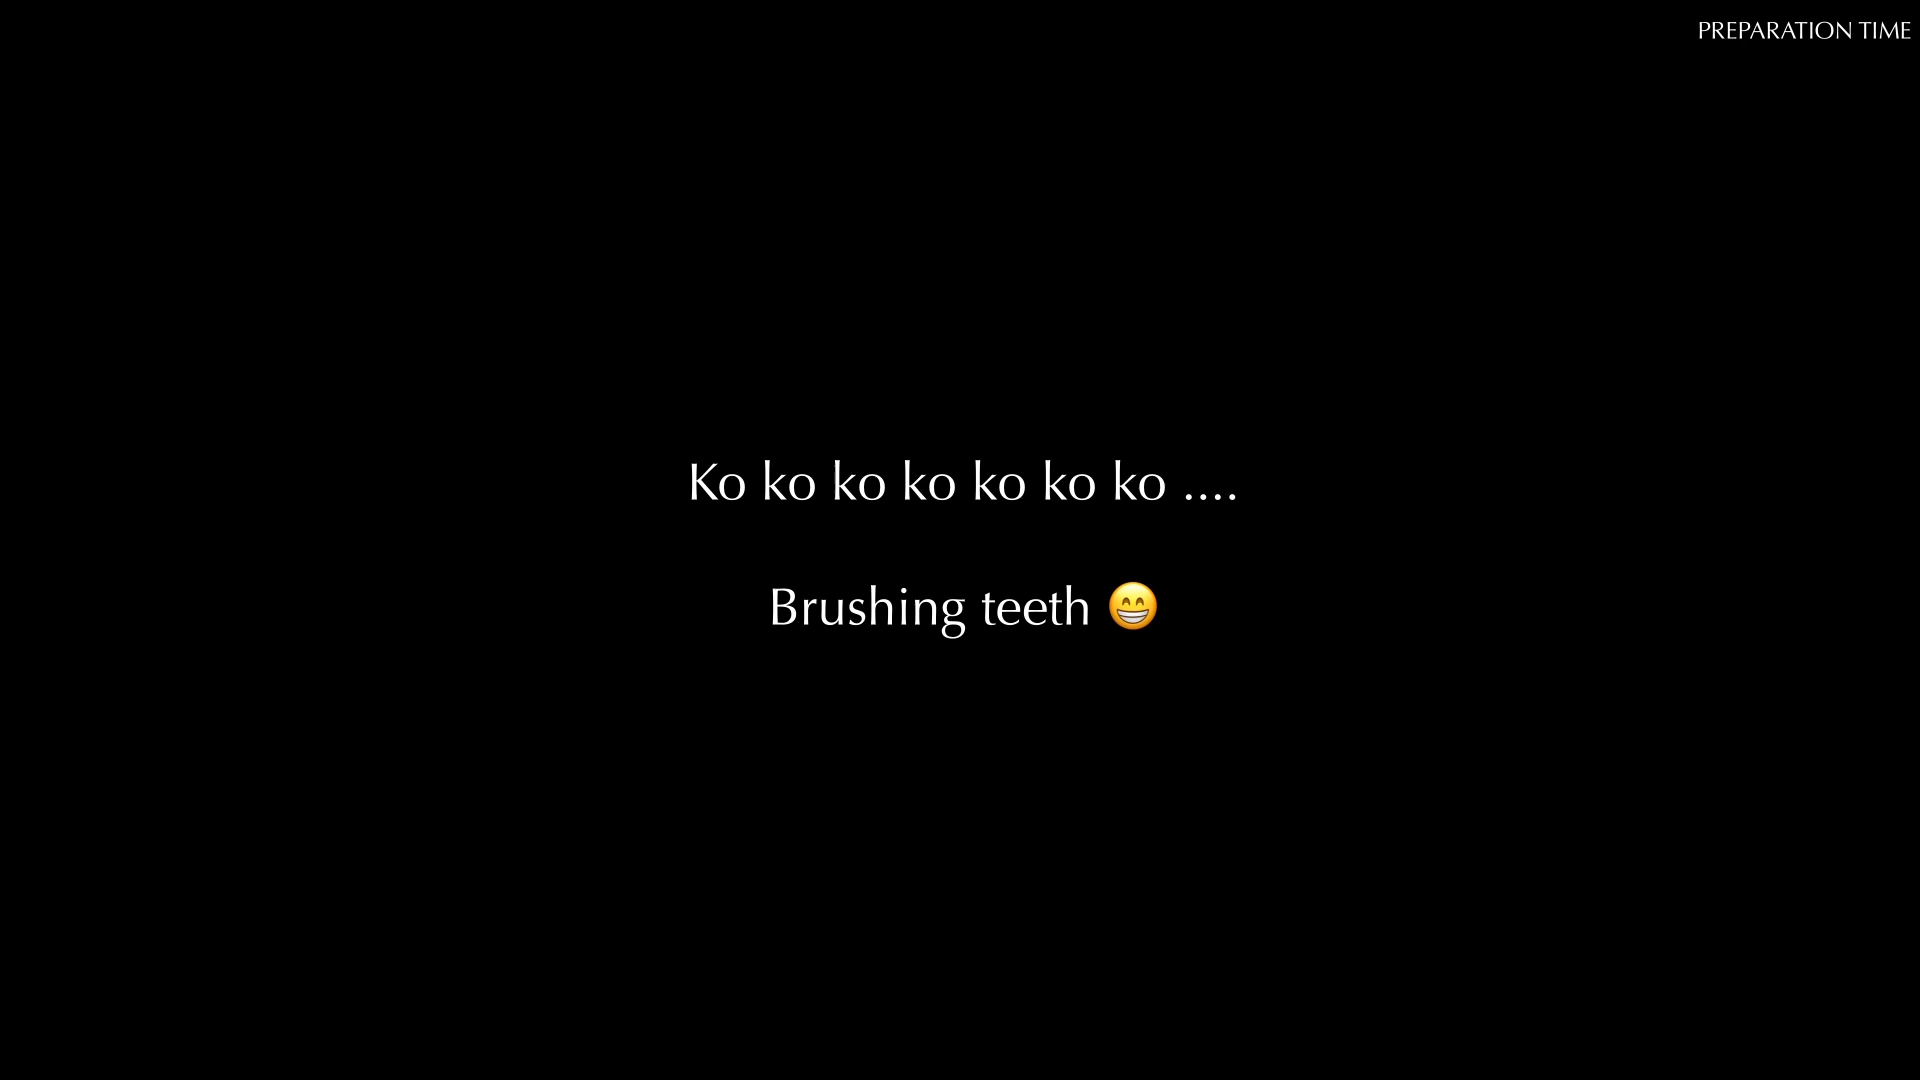 PREPARATION TIME
Ko ko ko ko ko ko ko ....
Brushing teeth 😁